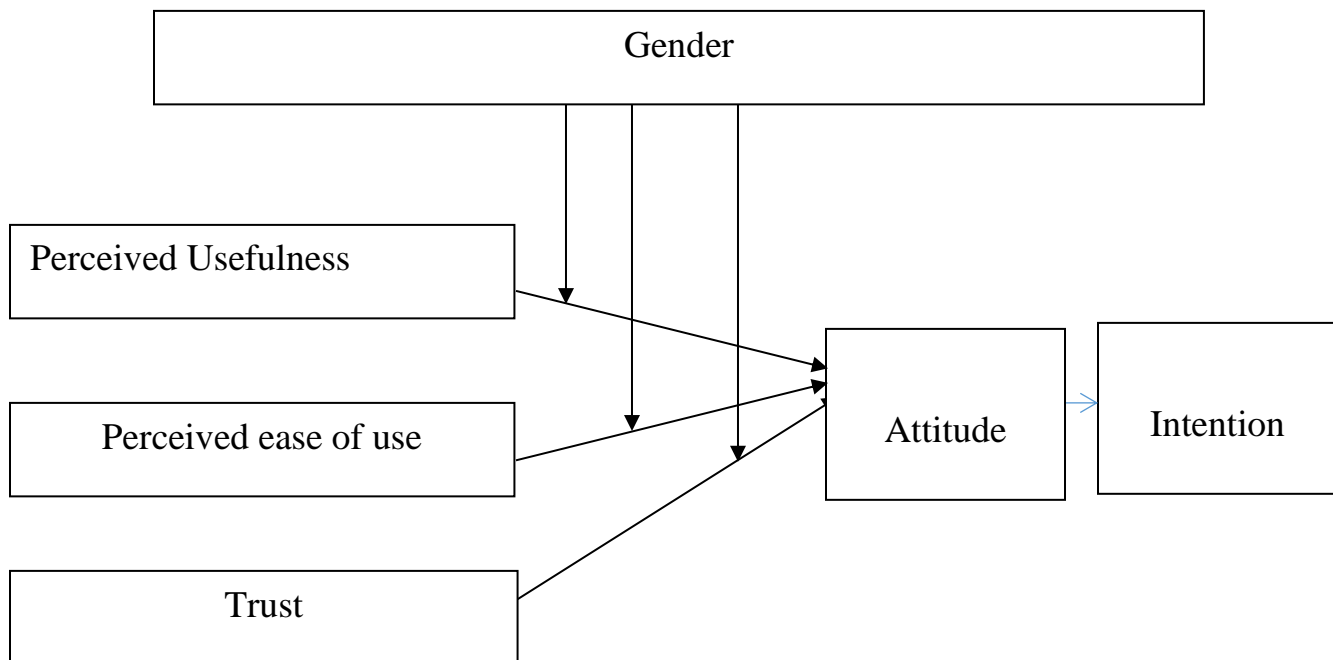 Gender
Perceived Usefulness
Perceived ease of use
Attitude
Intention
Trust